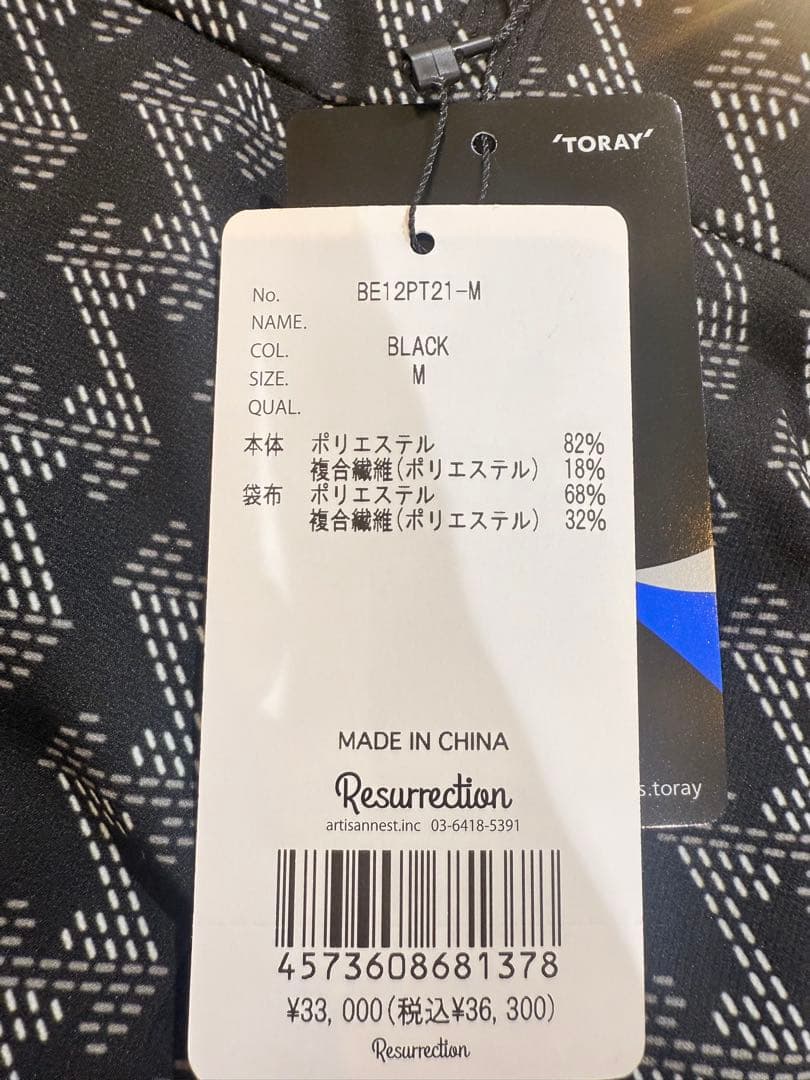 'TORAY'
No. BE12PT21-M
NAME.
COL. BLACK
SIZE. M
QUAL.
本体 ポリエステル 82%
複合繊維(ポリエステル) 18%
袋布 ポリエステル 68%
複合繊維(ポリエステル) 32%
MADE IN CHINA
s.toray
Resurrection
artisannest.inc 03-6418-5391
4573608681378
¥33,000(税込¥36,300)
Resurrection